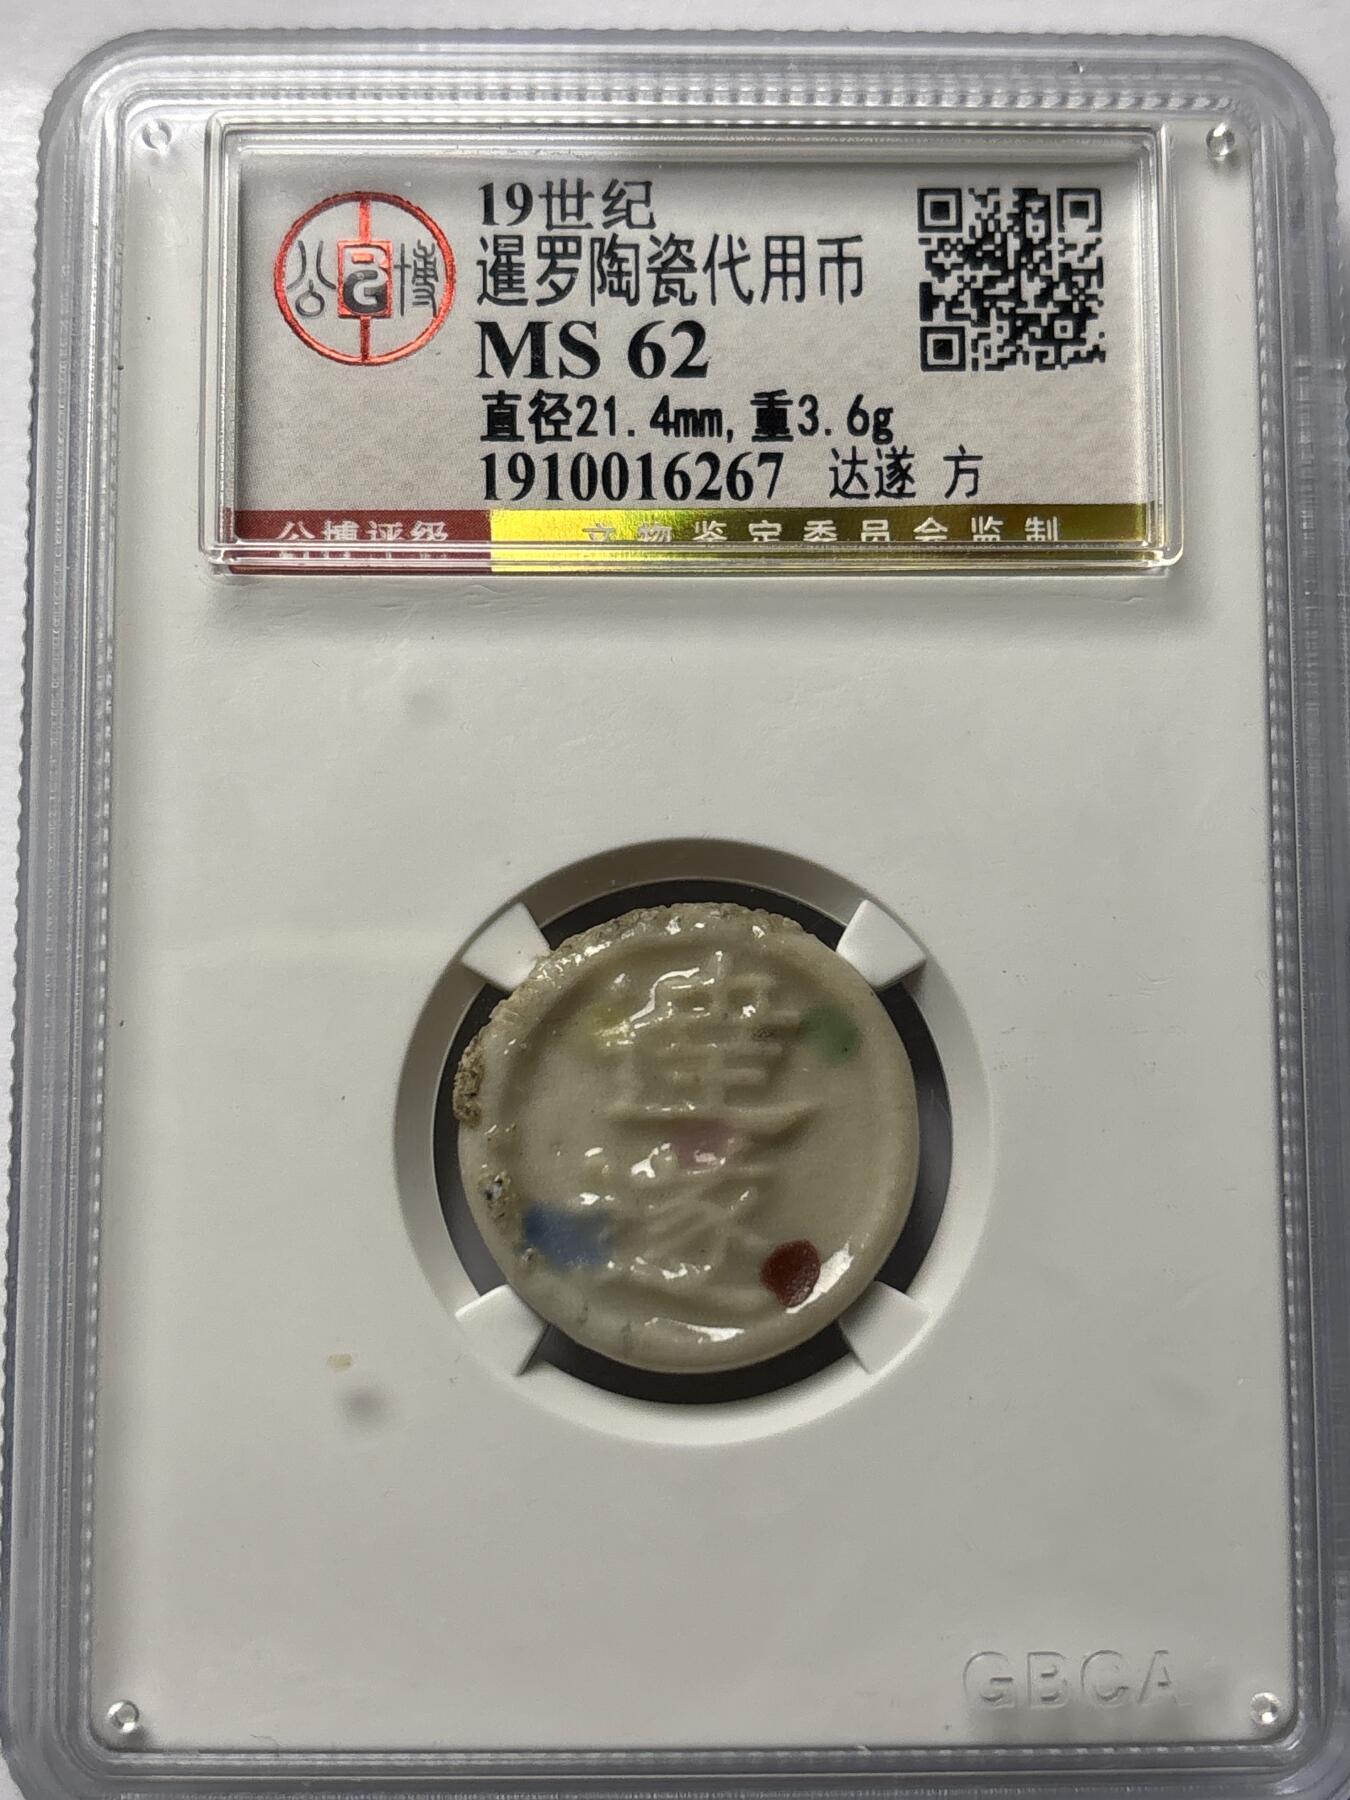 公博
19世纪
暹罗陶瓷代用币
MS 62
直径21.4mm,重3.6g
1910016267 达遂 方
公博评级 文物鉴定委员会监制
GBCA